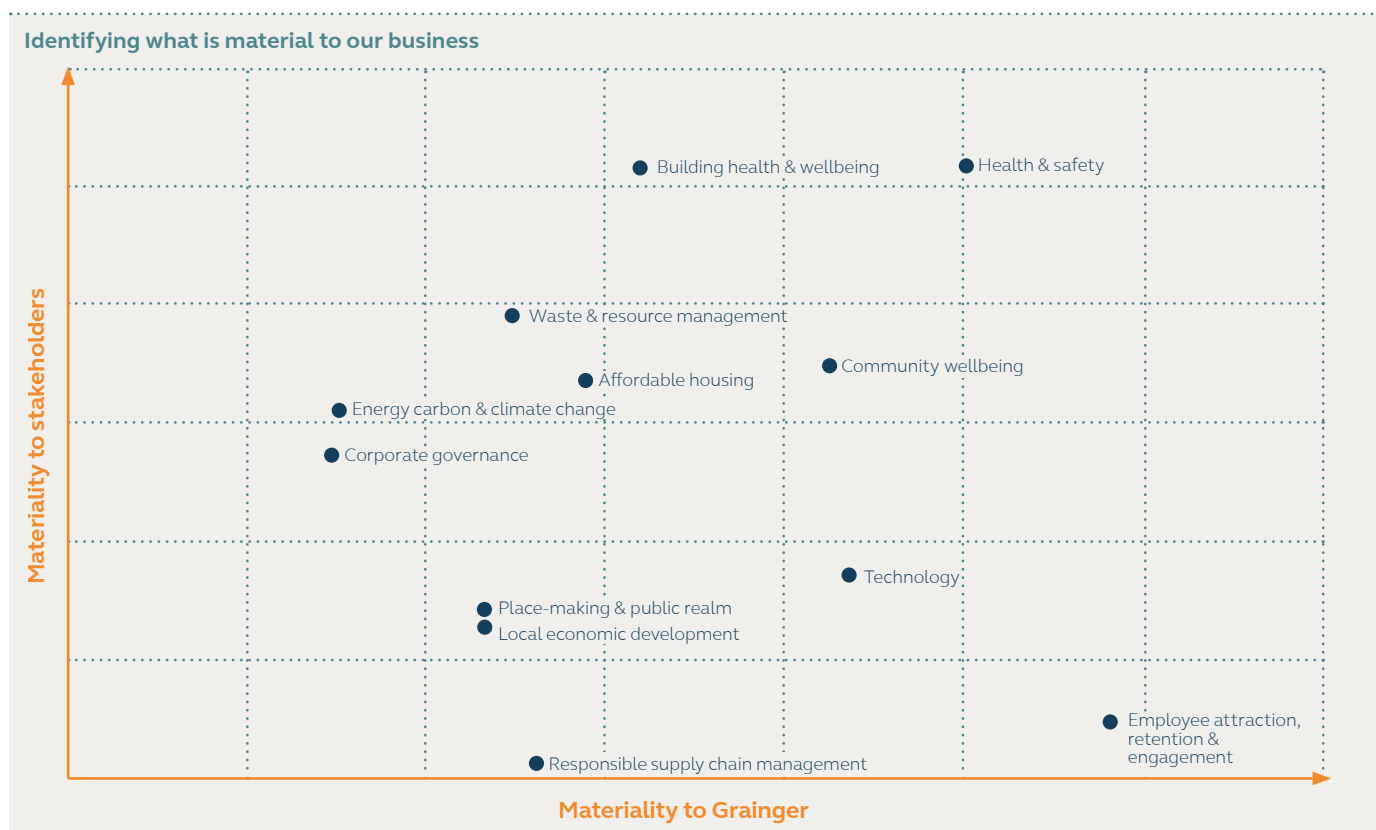 Identifying what is material to our business
Materiality to stakeholders
Building health & wellbeing
Health & safety
Waste & resource management
Community wellbeing
Affordable housing
Energy carbon & climate change
Corporate governance
Technology
Place-making & public realm
Local economic development
Employee attraction,
retention &
engagement
Responsible supply chain management
Materiality to Grainger